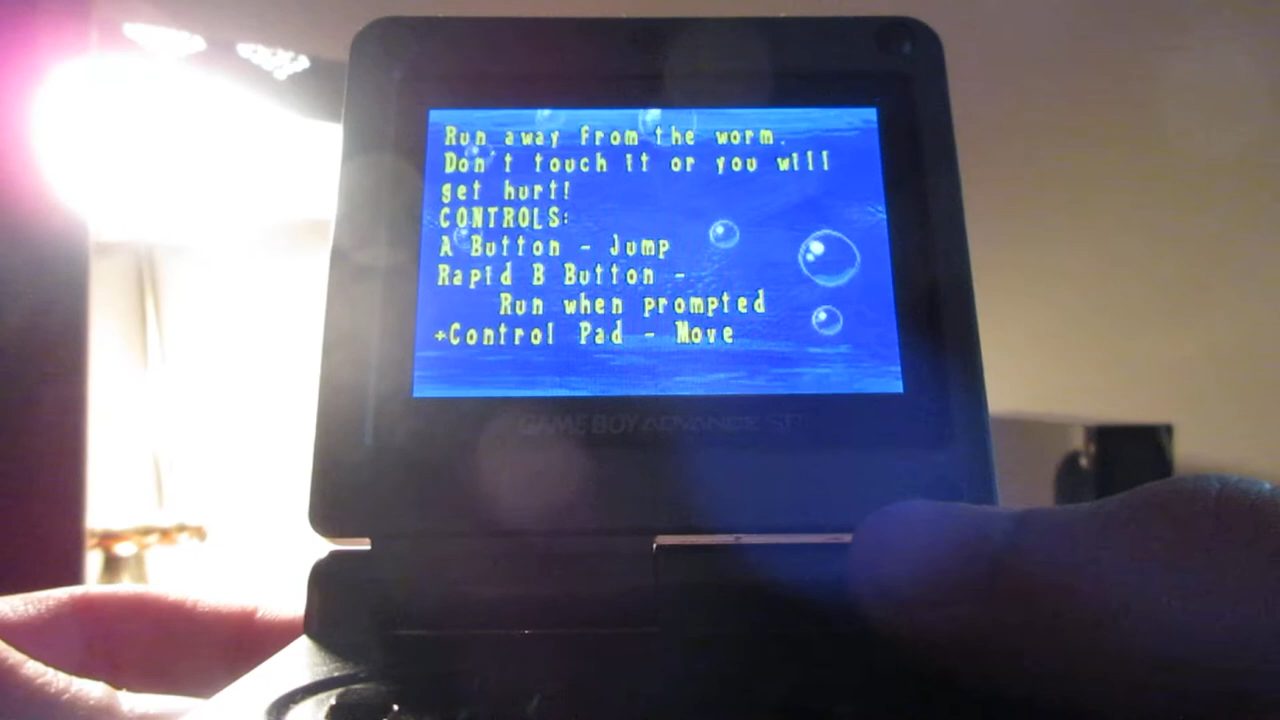 Run away from the worm.
Don't touch it or you will
get hurt!
CONTROLS:
A Button - Jump
Rapid B Button -
Run when prompted
+Control Pad - Move
GAME BOY ADVANCE SP